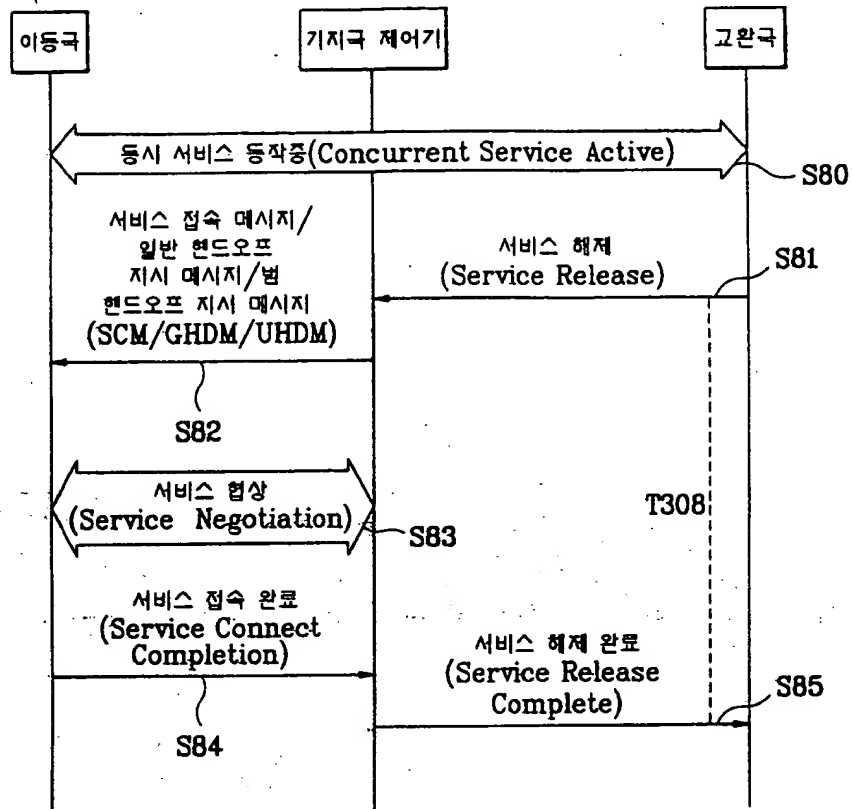 이동국
기지국 제어기
교환국
동시 서비스 동작중(Concurrent Service Active)
S80
서비스 접속 메시지/
일반 핸드오프
지시 메시지/범
핸드오프 지시 메시지
(SCM/GHDM/UHDM)
서비스 해제
(Service Release)
S81
S82
서비스 협상
(Service Negotiation)
S83
T308
서비스 접속 완료
(Service Connect
Completion)
서비스 해제 완료
(Service Release
Complete)
S85
S84